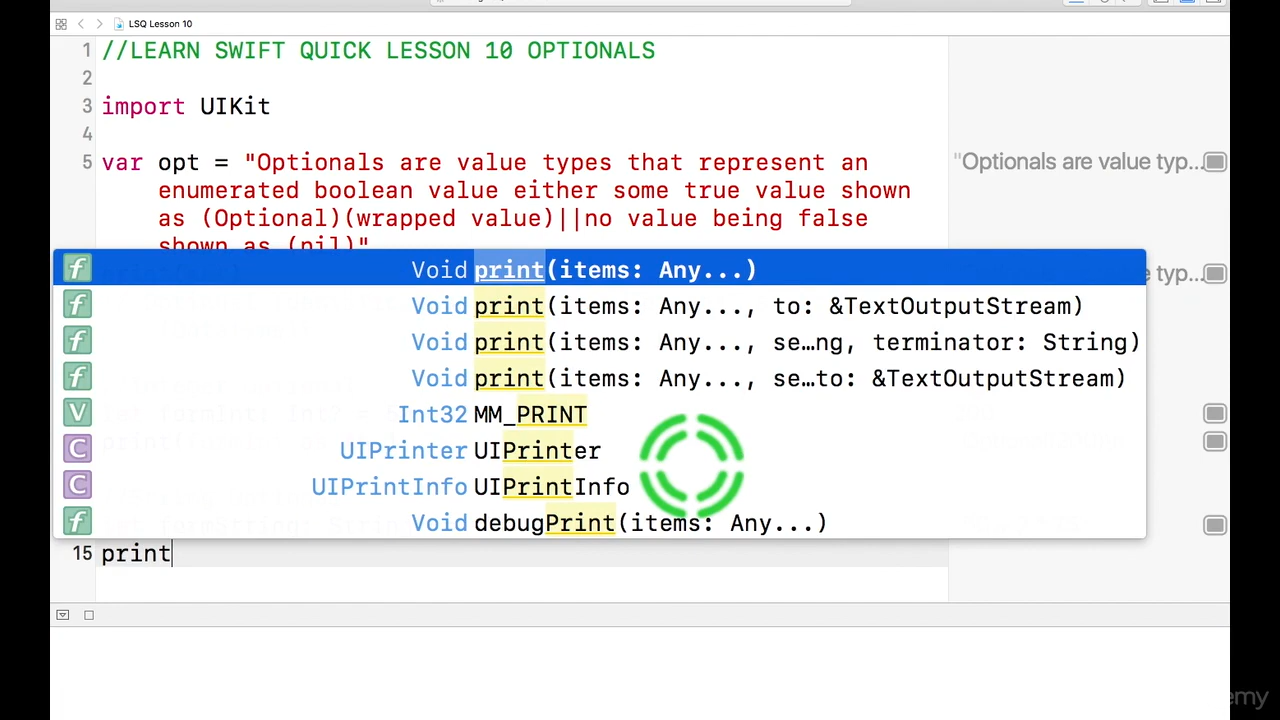 LSQ Lesson 10
1 //LEARN SWIFT QUICK LESSON 10 OPTIONALS
2
3 import UIKit
4
5 var opt = "Optionals are value types that represent an "Optionals are value typ...
enumerated boolean value either some true value shown
as (Optional)(wrapped value)||no value being false
shown as (nil)"
Void print(items: Any...) e typ...
Void print(items: Any..., to: &TextOutputStream)
Void print(items: Any..., se…ng, terminator: String)
Void print(items: Any..., se…to: &TextOutputStream)
Int32 MM_PRINT
UIPrinter UIPrinter
UIPrintInfo UIPrintInfo
Void debugPrint(items: Any...)
15 print